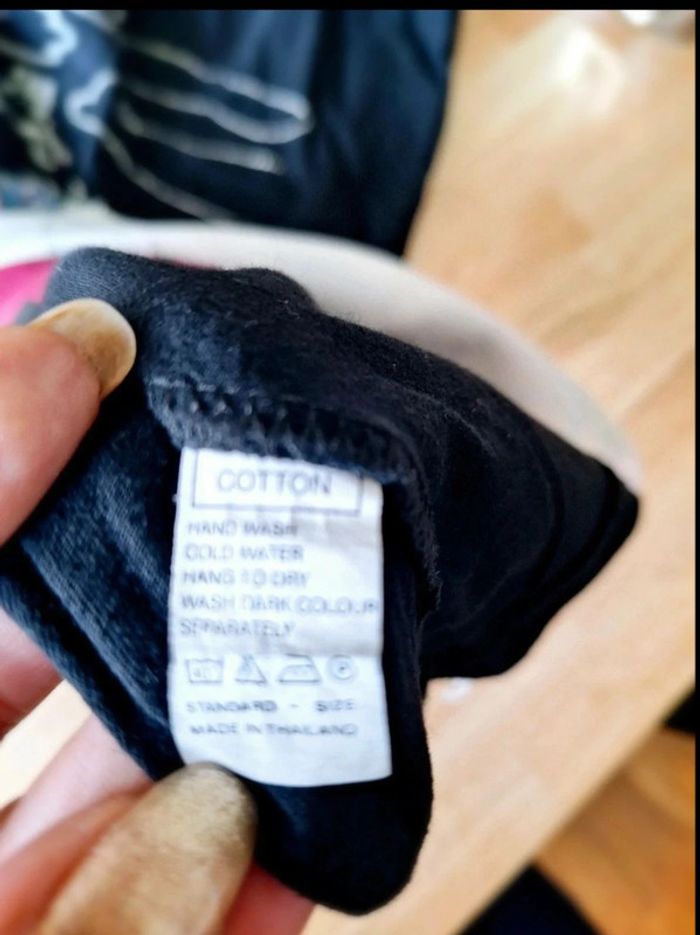 COTTON
HAND WASH
COLD WATER
HANG TO DRY
WASH DARK COLOUR
SEPARATELY
STANDARD - SIZE
MADE IN THAILAND